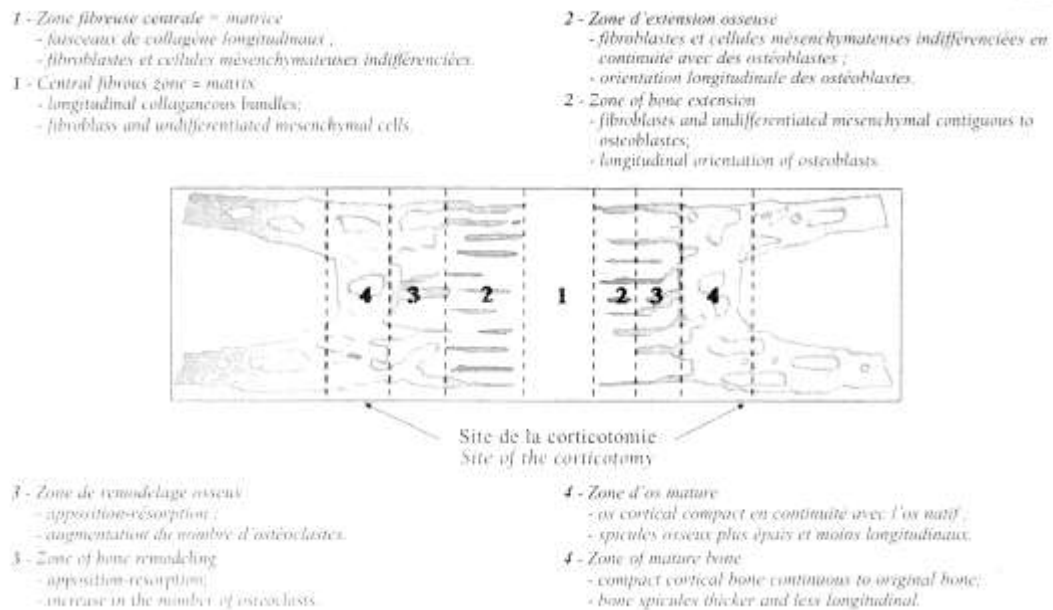 1 - Zone fibreuse centrale = matrice
- faisceaux de collagène longitudinaux ;
- fibroblastes et cellules mésenchymateuses indifférenciées.
1 - Central fibrous zone = matrix
- longitudinal collaganeous bundles;
- fibroblass and undifferentiated mesenchymal cells.
2 - Zone d'extension osseuse
- fibroblastes et cellules mésenchymatenses indifférenciées en
continuité avec des ostéoblastes ;
- orientation longitudinale des ostéoblastes.
2 - Zone of bone extension
- fibroblasts and undifferentiated mesenchymal contiguous to
osteoblastes;
- longitudinal orientation of osteoblasts.
4 3 2 1 2 3 4
Site de la corticotomie
Site of the corticotomy
3 - Zone de remodelage osseux
- apposition-résorption ;
- augmentation du nombre d'ostéoclastes.
3 - Zone of bone remodeling
- apposition-resorption;
- increase in the number of osteoclasts.
4 - Zone d'os mature
- os cortical compact en continuité avec l'os natif ;
- spicules osseux plus épais et moins longitudinaux.
4 - Zone of mature bone
- compact cortical bone continuous to original bone;
- bone spicules thicker and less longitudinal.